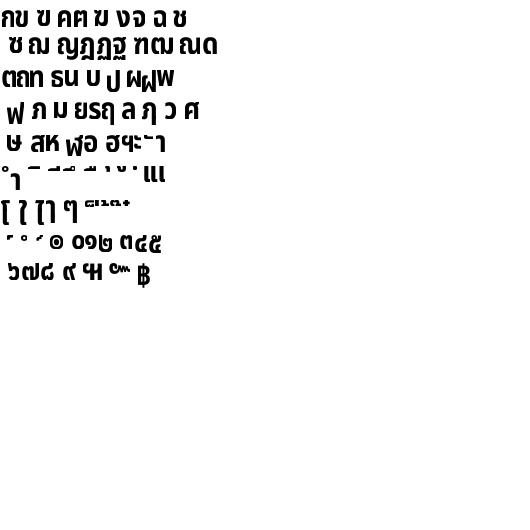 กข ฃ คฅฆ งจ ฉ ช
ซ ฌ ญฎฏฐ ฑฒ ณด
ตถท ธน บ ป ผฝพ
ฟ ภ ม ยรฤ ล ฦ ว ศ
ษ สห ฬอ ฮฯะ ั า
ำ ิ ี ึ ื ุ ู ฺ แเ
โ ใ ไา ๆ ็ ่ ้ ๊ ๋
์ ํ ๎ ๏ ๐๑๒ ๓๔๕
๖๗๘ ๙ ๚ ๛ ฿